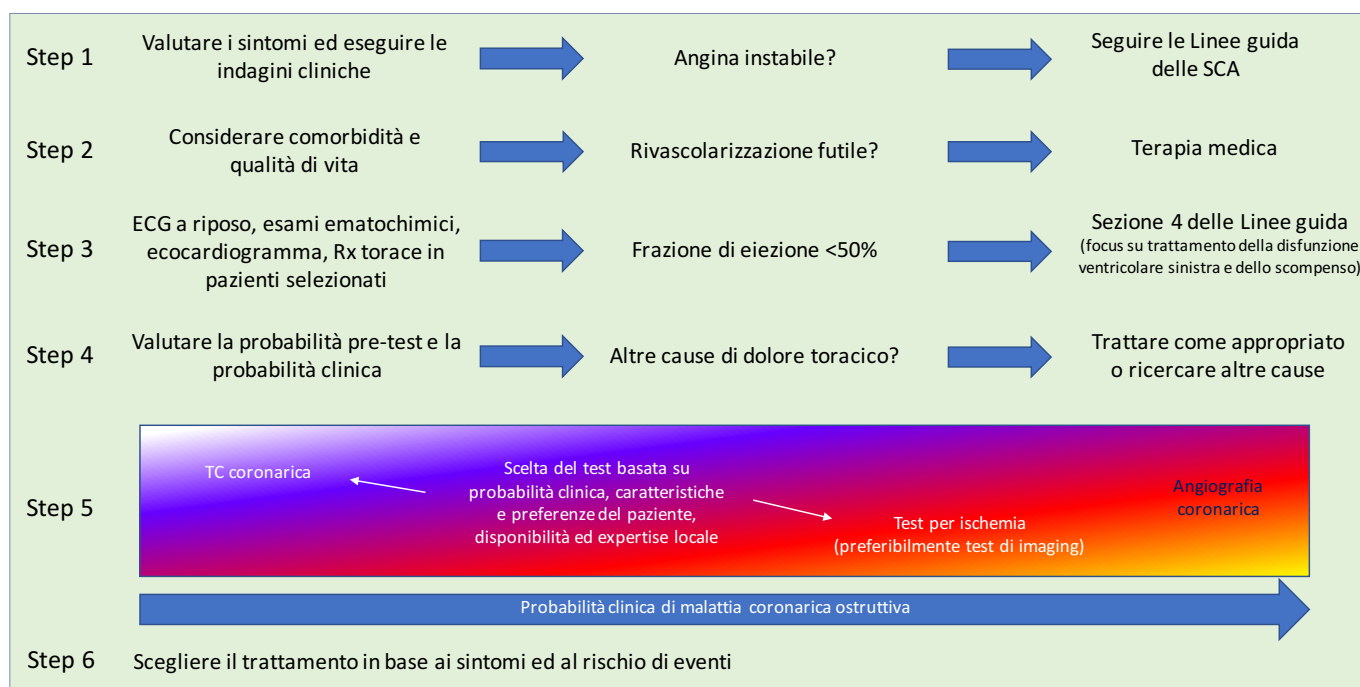 Step 1
Valutare i sintomi ed eseguire le
indagini cliniche
Angina instabile?
Seguire le Linee guida
delle SCA
Step 2
Considerare comorbidità e
qualità di vita
Rivascolarizzazione futile?
Terapia medica
Step 3
ECG a riposo, esami ematochimici,
ecocardiogramma, Rx torace in
pazienti selezionati
Frazione di eiezione <50%
Sezione 4 delle Linee guida
(focus su trattamento della disfunzione
ventricolare sinistra e dello scompenso)
Step 4
Valutare la probabilità pre-test e la
probabilità clinica
Altre cause di dolore toracico?
Trattare come appropriato
o ricercare altre cause
Step 5
TC coronarica
Scelta del test basata su
probabilità clinica, caratteristiche
e preferenze del paziente,
disponibilità ed expertise locale
Test per ischemia
(preferibilmente test di imaging)
Angiografia
coronarica
Probabilità clinica di malattia coronarica ostruttiva
Step 6
Scegliere il trattamento in base ai sintomi ed al rischio di eventi